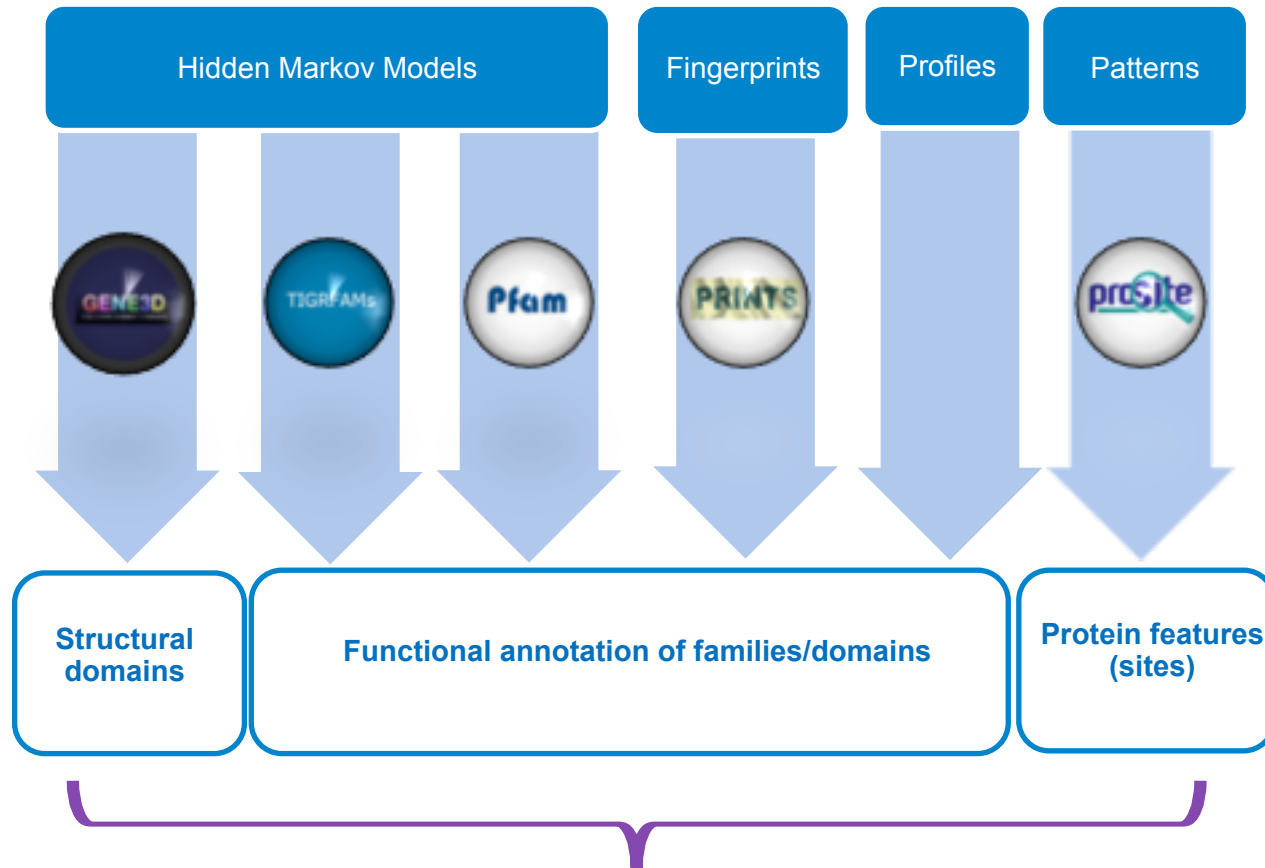 Hidden Markov Models
Fingerprints
Profiles
Patterns
GENE3D
TIGRFAMs
Pfam
PRINTS
prosite
Structural
domains
Functional annotation of families/domains
Protein features
(sites)